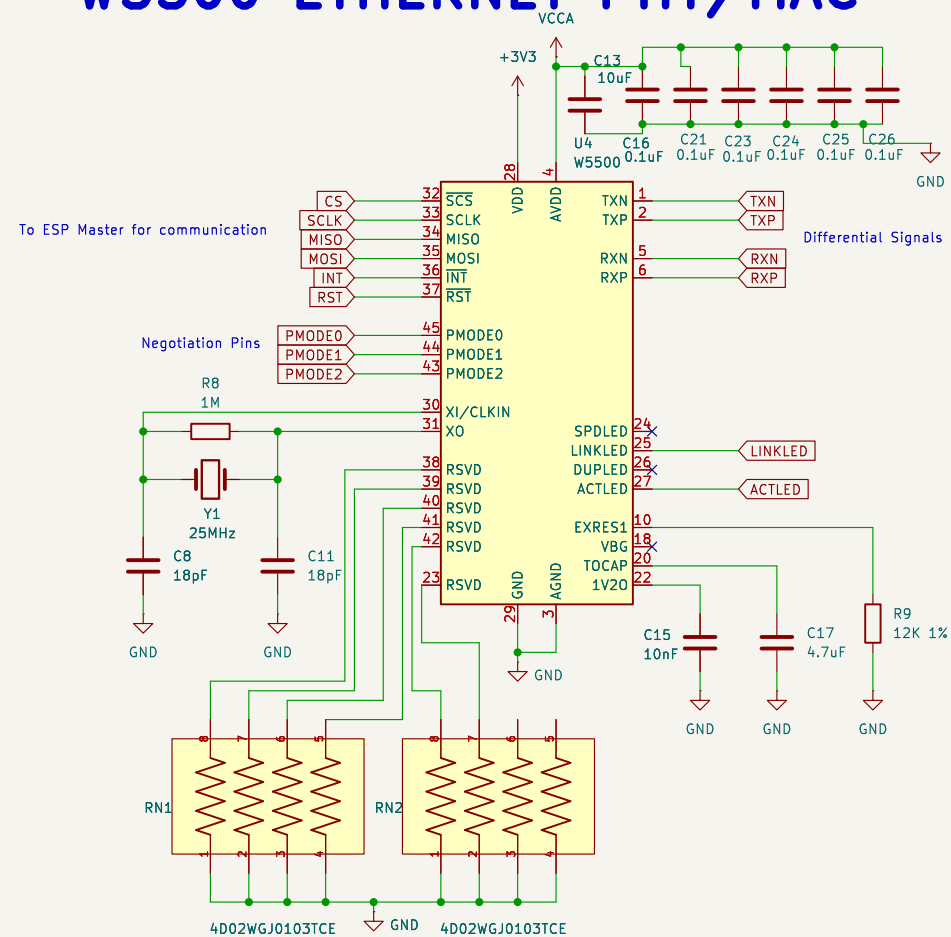 W5500 ETHERNET PHY/MAC
VCCA
+3V3
C13
10uF
U4
W5500
C16
0.1uF
C21
0.1uF
C23
0.1uF
C24
0.1uF
C25
0.1uF
C26
0.1uF
GND
28
VDD
4
AVDD
To ESP Master for communication
CS 32 SCS
SCLK 33 SCLK
MISO 34 MISO
MOSI 35 MOSI
INT 36 INT
RST 37 RST
Negotiation Pins
PMODE0 45 PMODE0
PMODE1 44 PMODE1
PMODE2 43 PMODE2
30 XI/CLKIN
31 XO
38 RSVD
39 RSVD
40 RSVD
41 RSVD
42 RSVD
23 RSVD
TXN 1 TXN
TXP 2 TXP
Differential Signals
RXN 5 RXN
RXP 6 RXP
SPDLED 24
LINKLED 25 LINKLED
DUPLED 26
ACTLED 27 ACTLED
EXRES1 10
VBG 18
TOCAP 20
1V2O 22
GND
29
AGND
3
GND
R8
1M
Y1
25MHz
C8
18pF
GND
C11
18pF
GND
C15
10nF
GND
C17
4.7uF
GND
R9
12K 1%
GND
RN1
8 7 6 5
1 2 3 4
4D02WGJ0103TCE
RN2
8 7 6 5
1 2 3 4
4D02WGJ0103TCE
GND